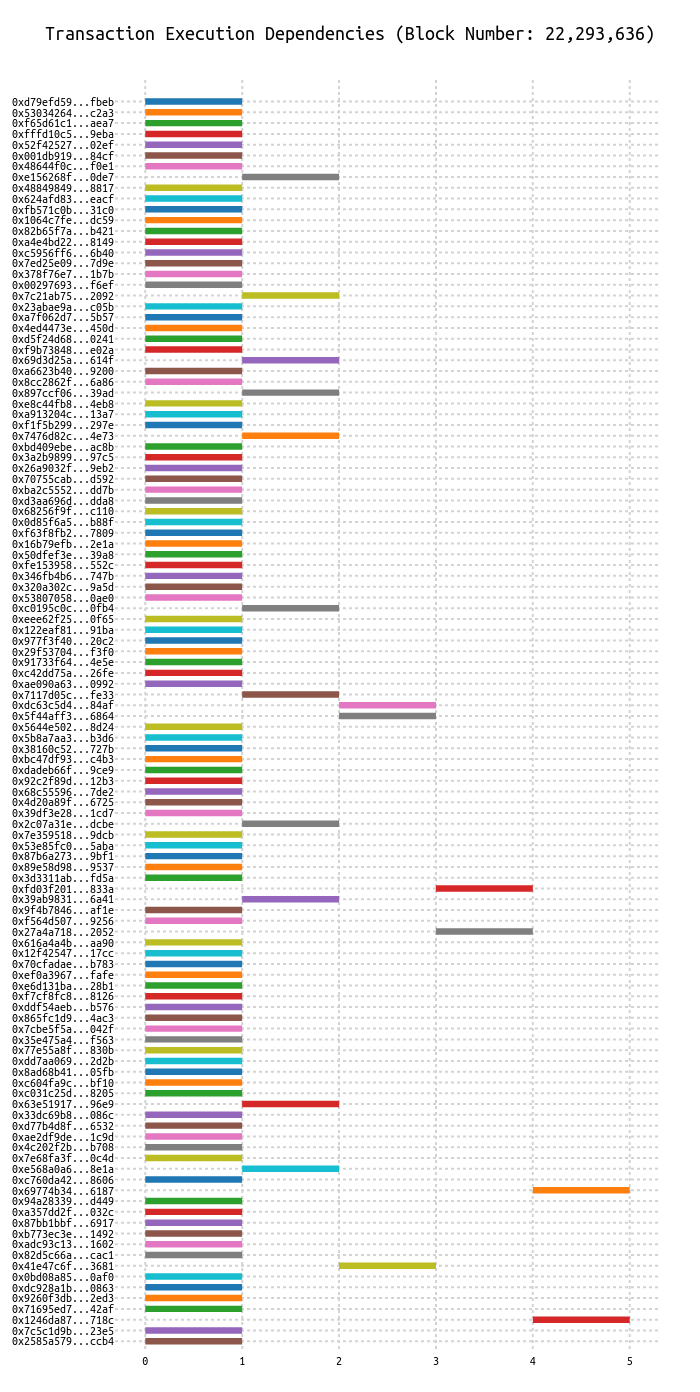 Transaction Execution Dependencies (Block Number: 22,293,636)
0xd79efd59...fbeb
0x53034264...c2a3
0xf65d61c1...aea7
0xfffd10c5...9eba
0x52f42527...02ef
0x001db919...84cf
0x48644f0c...f0e1
0xe156268f...0de7
0x48849849...8817
0x624afd83...eacf
0xfb571c0b...31c0
0x1064c7fe...dc59
0x82b65f7a...b421
0xa4e4bd22...8149
0xc5956ff6...6b40
0x7ed25e09...7d9e
0x378f76e7...1b7b
0x00297693...f6ef
0x7c21ab75...2092
0x23abae9a...c05b
0xa7f062d7...5b57
0x4ed4473e...450d
0xd5f24d68...0241
0xf9b73848...e02a
0x69d3d25a...614f
0xa6623b40...9200
0x8cc2862f...6a86
0x897ccf06...39ad
0xe8c44fb8...4eb8
0xa913204c...13a7
0xf1f5b299...297e
0x7476d82c...4e73
0xbd409ebe...ac8b
0x3a2b9899...97c5
0x26a9032f...9eb2
0x70755cab...d592
0xba2c5552...dd7b
0xd3aa696d...dda8
0x68256f9f...c110
0x0d85f6a5...b88f
0xf63f8fb2...7809
0x16b79efb...2e1a
0x50dfef3e...39a8
0xfe153958...552c
0x346fb4b6...747b
0x320a302c...9a5d
0x53807058...0ae0
0xc0195c0c...0fb4
0xeee62f25...0f65
0x122eaf81...91ba
0x977f3f40...20c2
0x29f53704...f3f0
0x91733f64...4e5e
0xc42dd75a...26fe
0xae090a63...0992
0x7117d05c...fe33
0xdc63c5d4...84af
0x5f44aff3...6864
0x5644e502...8d24
0x5b8a7aa3...b3d6
0x38160c52...727b
0xbc47df93...c4b3
0xdadeb66f...9ce9
0x92c2f89d...12b3
0x68c55596...7de2
0x4d20a89f...6725
0x39df3e28...1cd7
0x2c07a31e...dcbe
0x7e359518...9dcb
0x53e85fc0...5aba
0x87b6a273...9bf1
0x89e58d98...9537
0x3d3311ab...fd5a
0xfd03f201...833a
0x39ab9831...6a41
0x9f4b7846...af1e
0xf564d507...9256
0x27a4a718...2052
0x616a4a4b...aa90
0x12f42547...17cc
0x70cfadae...b783
0xef0a3967...fafe
0xe6d131ba...28b1
0xf7cf8fc8...8126
0xddf54aeb...b576
0x865fc1d9...4ac3
0x7cbe5f5a...042f
0x35e475a4...f563
0x77e55a8f...830b
0xdd7aa069...2d2b
0x8ad68b41...05fb
0xc604fa9c...bf10
0xc031c25d...8205
0x63e51917...96e9
0x33dc69b8...086c
0xd77b4d8f...6532
0xae2df9de...1c9d
0x4c202f2b...b708
0x7e68fa3f...0c4d
0xe568a0a6...8e1a
0xc760da42...8606
0x69774b34...6187
0x94a28339...d449
0xa357dd2f...032c
0x87bb1bbf...6917
0xb773ec3e...1492
0xadc93c13...1602
0x82d5c66a...cac1
0x41e47c6f...3681
0x0bd08a85...0af0
0xdc928a1b...0863
0x9260f3db...2ed3
0x71695ed7...42af
0x1246da87...718c
0x7c5c1d9b...23e5
0x2585a579...ccb4
0 1 2 3 4 5